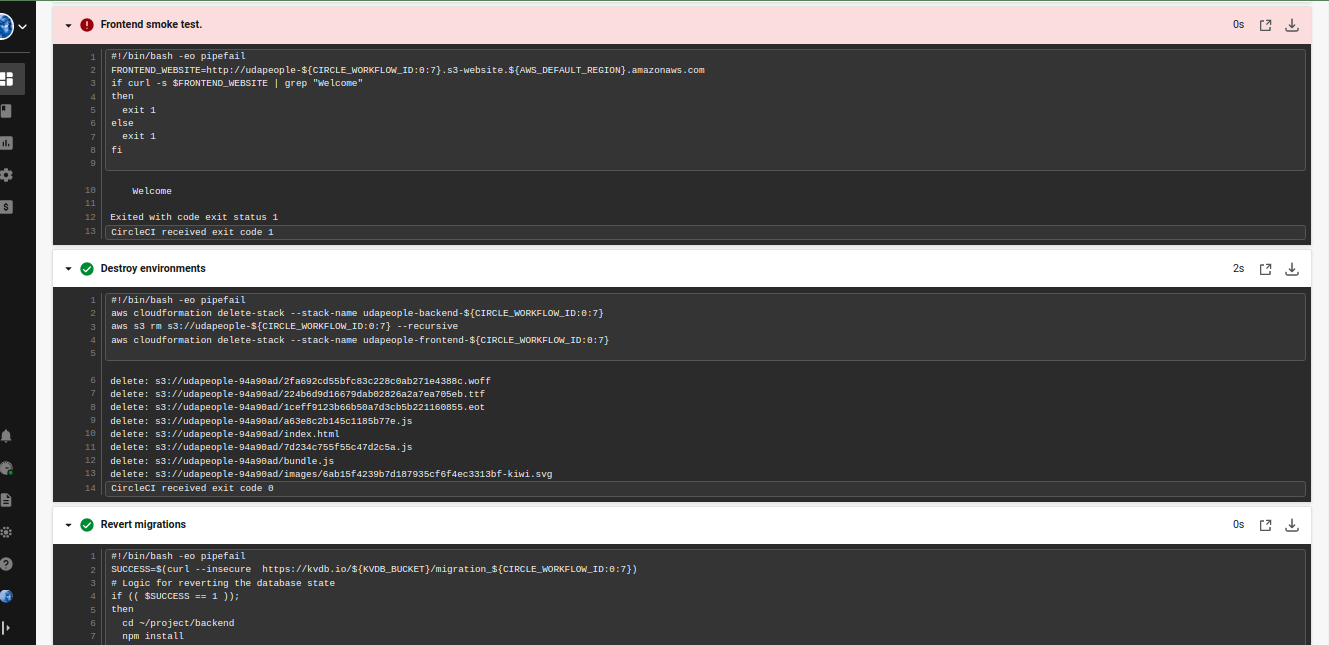 Frontend smoke test.
0s
1 #!/bin/bash -eo pipefail
2 FRONTEND_WEBSITE=http://udapeople-${CIRCLE_WORKFLOW_ID:0:7}.s3-website.${AWS_DEFAULT_REGION}.amazonaws.com
3 if curl -s $FRONTEND_WEBSITE | grep "Welcome"
4 then
5   exit 1
6 else
7   exit 1
8 fi
9
10     Welcome
11
12 Exited with code exit status 1
13 CircleCI received exit code 1
Destroy environments
2s
1 #!/bin/bash -eo pipefail
2 aws cloudformation delete-stack --stack-name udapeople-backend-${CIRCLE_WORKFLOW_ID:0:7}
3 aws s3 rm s3://udapeople-${CIRCLE_WORKFLOW_ID:0:7} --recursive
4 aws cloudformation delete-stack --stack-name udapeople-frontend-${CIRCLE_WORKFLOW_ID:0:7}
5
6 delete: s3://udapeople-94a90ad/2fa692cd55bfc83c228c0ab271e4388c.woff
7 delete: s3://udapeople-94a90ad/224b6d9d16679dab02826a2a7ea705eb.ttf
8 delete: s3://udapeople-94a90ad/1ceff9123b66b50a7d3cb5b221160855.eot
9 delete: s3://udapeople-94a90ad/a63e8c2b145c1185b77e.js
10 delete: s3://udapeople-94a90ad/index.html
11 delete: s3://udapeople-94a90ad/7d234c755f55c47d2c5a.js
12 delete: s3://udapeople-94a90ad/bundle.js
13 delete: s3://udapeople-94a90ad/images/6ab15f4239b7d187935cf6f4ec3313bf-kiwi.svg
14 CircleCI received exit code 0
Revert migrations
0s
1 #!/bin/bash -eo pipefail
2 SUCCESS=$(curl --insecure  https://kvdb.io/${KVDB_BUCKET}/migration_${CIRCLE_WORKFLOW_ID:0:7})
3 # Logic for reverting the database state
4 if (( $SUCCESS == 1 ));
5 then
6   cd ~/project/backend
7   npm install